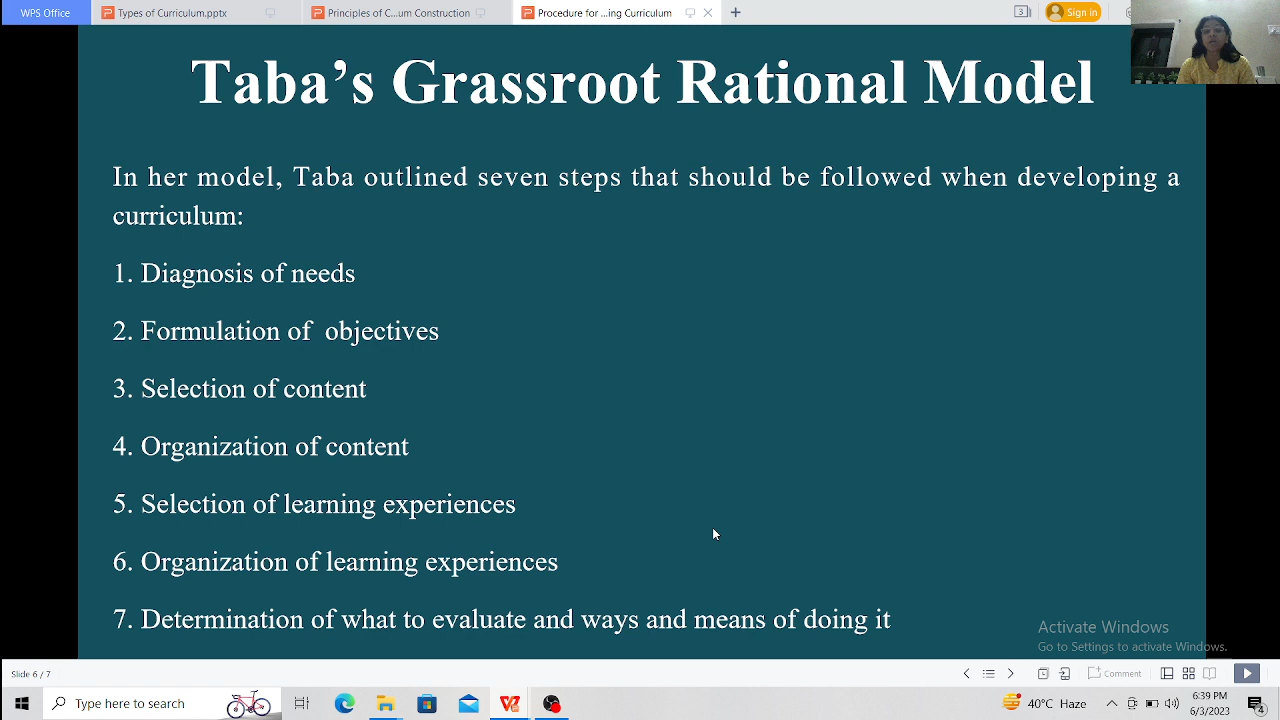 WPS Office
Types of Curriculum.pptx
Principles of C...um Construction
Procedure for ...ing Curriculum
3
Sign in
Taba’s Grassroot Rational Model
In her model, Taba outlined seven steps that should be followed when developing a
curriculum:
1. Diagnosis of needs
2. Formulation of objectives
3. Selection of content
4. Organization of content
5. Selection of learning experiences
6. Organization of learning experiences
7. Determination of what to evaluate and ways and means of doing it
Activate Windows
Go to Settings to activate Windows.
Slide 6 / 7
Comment
Type here to search
40°C Haze
6:39 PM
6/3/2023
4